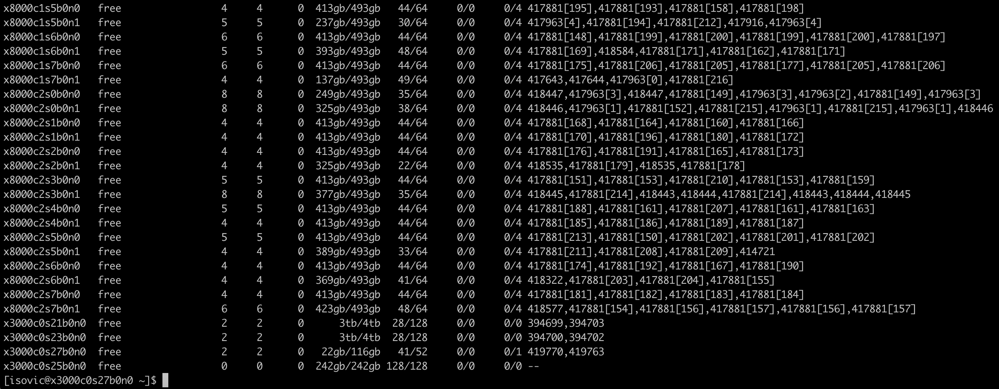 x8000c1s5b0n0   free                 4     4      0  413gb/493gb   44/64     0/0     0/4 417881[195],417881[193],417881[158],417881[198]
x8000c1s5b0n1   free                 5     5      0  237gb/493gb   30/64     0/0     0/4 417963[4],417881[194],417881[212],417916,417963[4]
x8000c1s6b0n0   free                 6     6      0  413gb/493gb   44/64     0/0     0/4 417881[148],417881[199],417881[200],417881[199],417881[200],417881[197]
x8000c1s6b0n1   free                 5     5      0  393gb/493gb   48/64     0/0     0/4 417881[169],418584,417881[171],417881[162],417881[171]
x8000c1s7b0n0   free                 6     6      0  413gb/493gb   44/64     0/0     0/4 417881[175],417881[206],417881[205],417881[177],417881[205],417881[206]
x8000c1s7b0n1   free                 4     4      0  137gb/493gb   49/64     0/0     0/4 417643,417644,417963[0],417881[216]
x8000c2s0b0n0   free                 8     8      0  249gb/493gb   35/64     0/0     0/4 418447,417963[3],418447,417881[149],417963[3],417963[2],417881[149],417963[3]
x8000c2s0b0n1   free                 8     8      0  325gb/493gb   38/64     0/0     0/4 418446,417963[1],417881[152],417881[215],417963[1],417881[215],417963[1],418446
x8000c2s1b0n0   free                 4     4      0  413gb/493gb   44/64     0/0     0/4 417881[168],417881[164],417881[160],417881[166]
x8000c2s1b0n1   free                 4     4      0  413gb/493gb   44/64     0/0     0/4 417881[170],417881[196],417881[180],417881[172]
x8000c2s2b0n0   free                 4     4      0  413gb/493gb   44/64     0/0     0/4 417881[176],417881[191],417881[165],417881[173]
x8000c2s2b0n1   free                 4     4      0  325gb/493gb   22/64     0/0     0/4 418535,417881[179],418535,417881[178]
x8000c2s3b0n0   free                 5     5      0  413gb/493gb   44/64     0/0     0/4 417881[151],417881[153],417881[210],417881[153],417881[159]
x8000c2s3b0n1   free                 8     8      0  377gb/493gb   35/64     0/0     0/4 418445,417881[214],418443,418444,417881[214],418443,418444,418445
x8000c2s4b0n0   free                 5     5      0  413gb/493gb   44/64     0/0     0/4 417881[188],417881[161],417881[207],417881[161],417881[163]
x8000c2s4b0n1   free                 4     4      0  413gb/493gb   44/64     0/0     0/4 417881[185],417881[186],417881[189],417881[187]
x8000c2s5b0n0   free                 5     5      0  413gb/493gb   44/64     0/0     0/4 417881[213],417881[150],417881[202],417881[201],417881[202]
x8000c2s5b0n1   free                 4     4      0  389gb/493gb   33/64     0/0     0/4 417881[211],417881[208],417881[209],414721
x8000c2s6b0n0   free                 4     4      0  413gb/493gb   44/64     0/0     0/4 417881[174],417881[192],417881[167],417881[190]
x8000c2s6b0n1   free                 4     4      0  369gb/493gb   41/64     0/0     0/4 418322,417881[203],417881[204],417881[155]
x8000c2s7b0n0   free                 4     4      0  413gb/493gb   44/64     0/0     0/4 417881[181],417881[182],417881[183],417881[184]
x8000c2s7b0n1   free                 6     6      0  423gb/493gb   48/64     0/0     0/4 418577,417881[154],417881[156],417881[157],417881[156],417881[157]
x3000c0s21b0n0  free                 2     2      0      3tb/4tb  28/128     0/0     0/0 394699,394703
x3000c0s23b0n0  free                 2     2      0      3tb/4tb  28/128     0/0     0/0 394700,394702
x3000c0s27b0n0  free                 2     2      0   22gb/116gb   41/52     0/0     0/1 419770,419763
x3000c0s25b0n0  free                 0     0      0  242gb/242gb 128/128     0/0     0/0 --
[isovic@x3000c0s27b0n0 ~]$